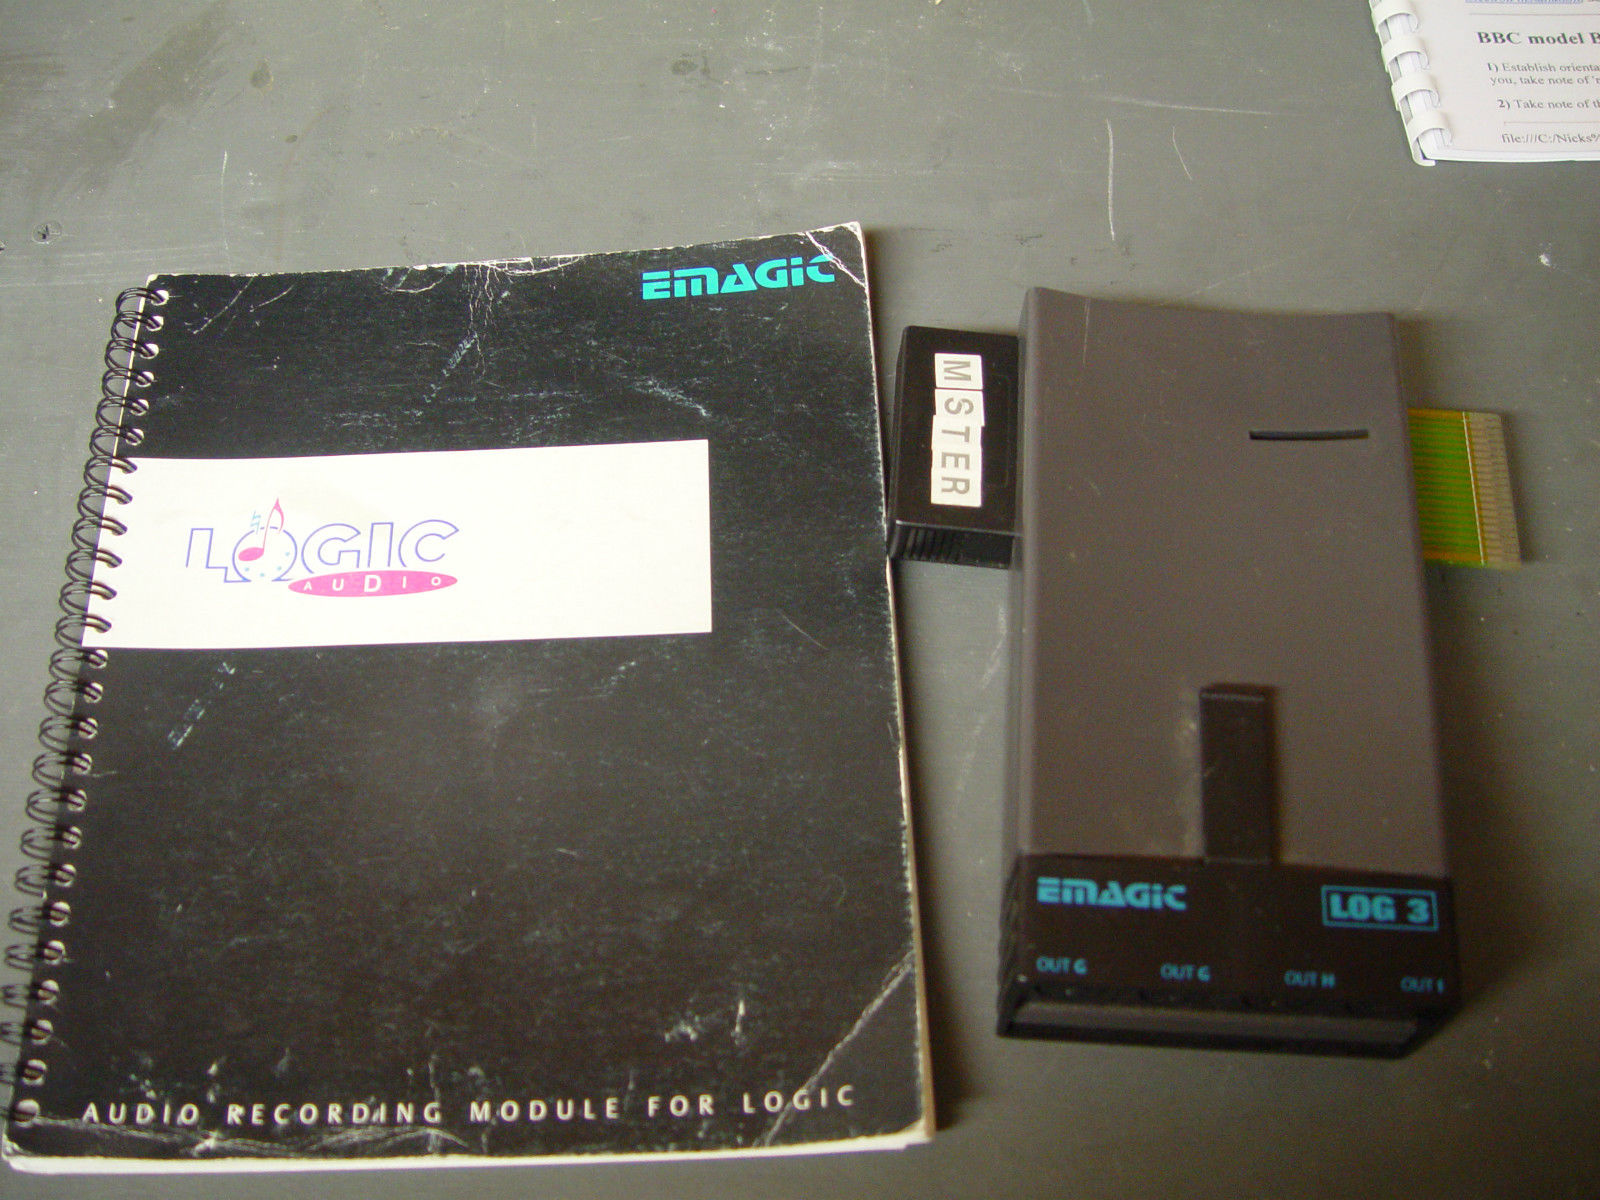 BBC model B
1) Establish orienta
you, take note of 'r
2) Take note of th
file:///C:/Nicks%
EMAGIC
LOGIC
AUDIO
AUDIO RECORDING MODULE FOR LOGIC
M STER
EMAGIC
LOG 3
OUT G OUT G OUT H OUT I